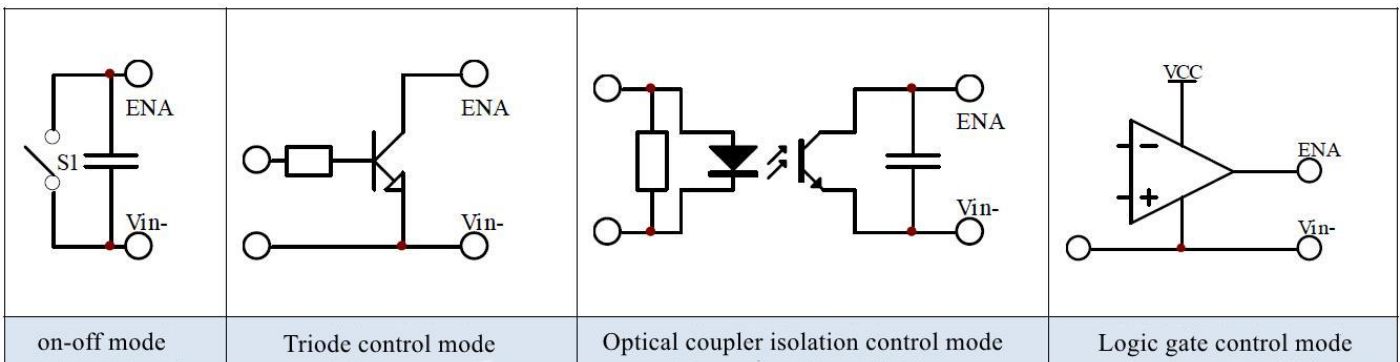 ENA
S1
Vin-
ENA
Vin-
ENA
Vin-
VCC
ENA
Vin-
on-off mode
Triode control mode
Optical coupler isolation control mode
Logic gate control mode